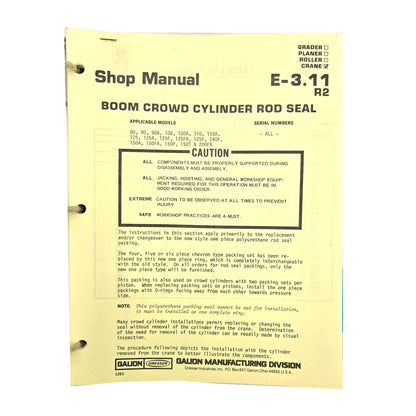 GRADER
PLANER
ROLLER
CRANE
Shop Manual
E-3.11
R2
BOOM CROWD CYLINDER ROD SEAL
APPLICABLE MODELS
SERIAL NUMBERS
80, 90, 90A, 100, 100A, 110, 110A,
125, 125A, 125F, 125FA, 125P, 140F,
150A, 150FA, 150P, 150T & 200FA
- ALL -
CAUTION
ALL COMPONENTS MUST BE PROPERLY SUPPORTED DURING
DISASSEMBLY AND ASSEMBLY.
ALL JACKING, HOISTING, AND GENERAL WORKSHOP EQUIP-
MENT REQUIRED FOR THIS OPERATION MUST BE IN
GOOD WORKING ORDER.
EXTREME CAUTION TO BE OBSERVED AT ALL TIMES TO PREVENT
INJURY
SAFE WORKSHOP PRACTICES ARE A MUST.
The instructions in this section apply primarily to the replacement
and/or changeover to the new style one piece polyurethane rod seal
packing.
The four, five or six piece chevron type packing set has been re-
placed by this new one piece ring, which is completely interchangeable
with the old style. On all orders for rod seal packings, only the
new one piece type will be furnished.
This packing is also used on crowd cylinders with two packing sets per
piston. When replacing packing sets on pistons, install the one piece
packings with O-rings facing away from each other towards pressure
side.
NOTE: This polyurethane packing seal cannot be cut for installation,
it must be installed as one complete ring.
Many crowd cylinder installations permit replacing or changing the
seal without removal of the cylinder from the crane. Determination
of the need for removal of the cylinder can be readily made by visual
inspection.
The procedure following depicts the installation with the cylinder
removed from the crane to better illustrate
GALION DRESSER GALION MANUFACTURING DIVISION
Dresser Industries, Inc. P.O. Box 647 Galion Ohio 44833, U.S.A.